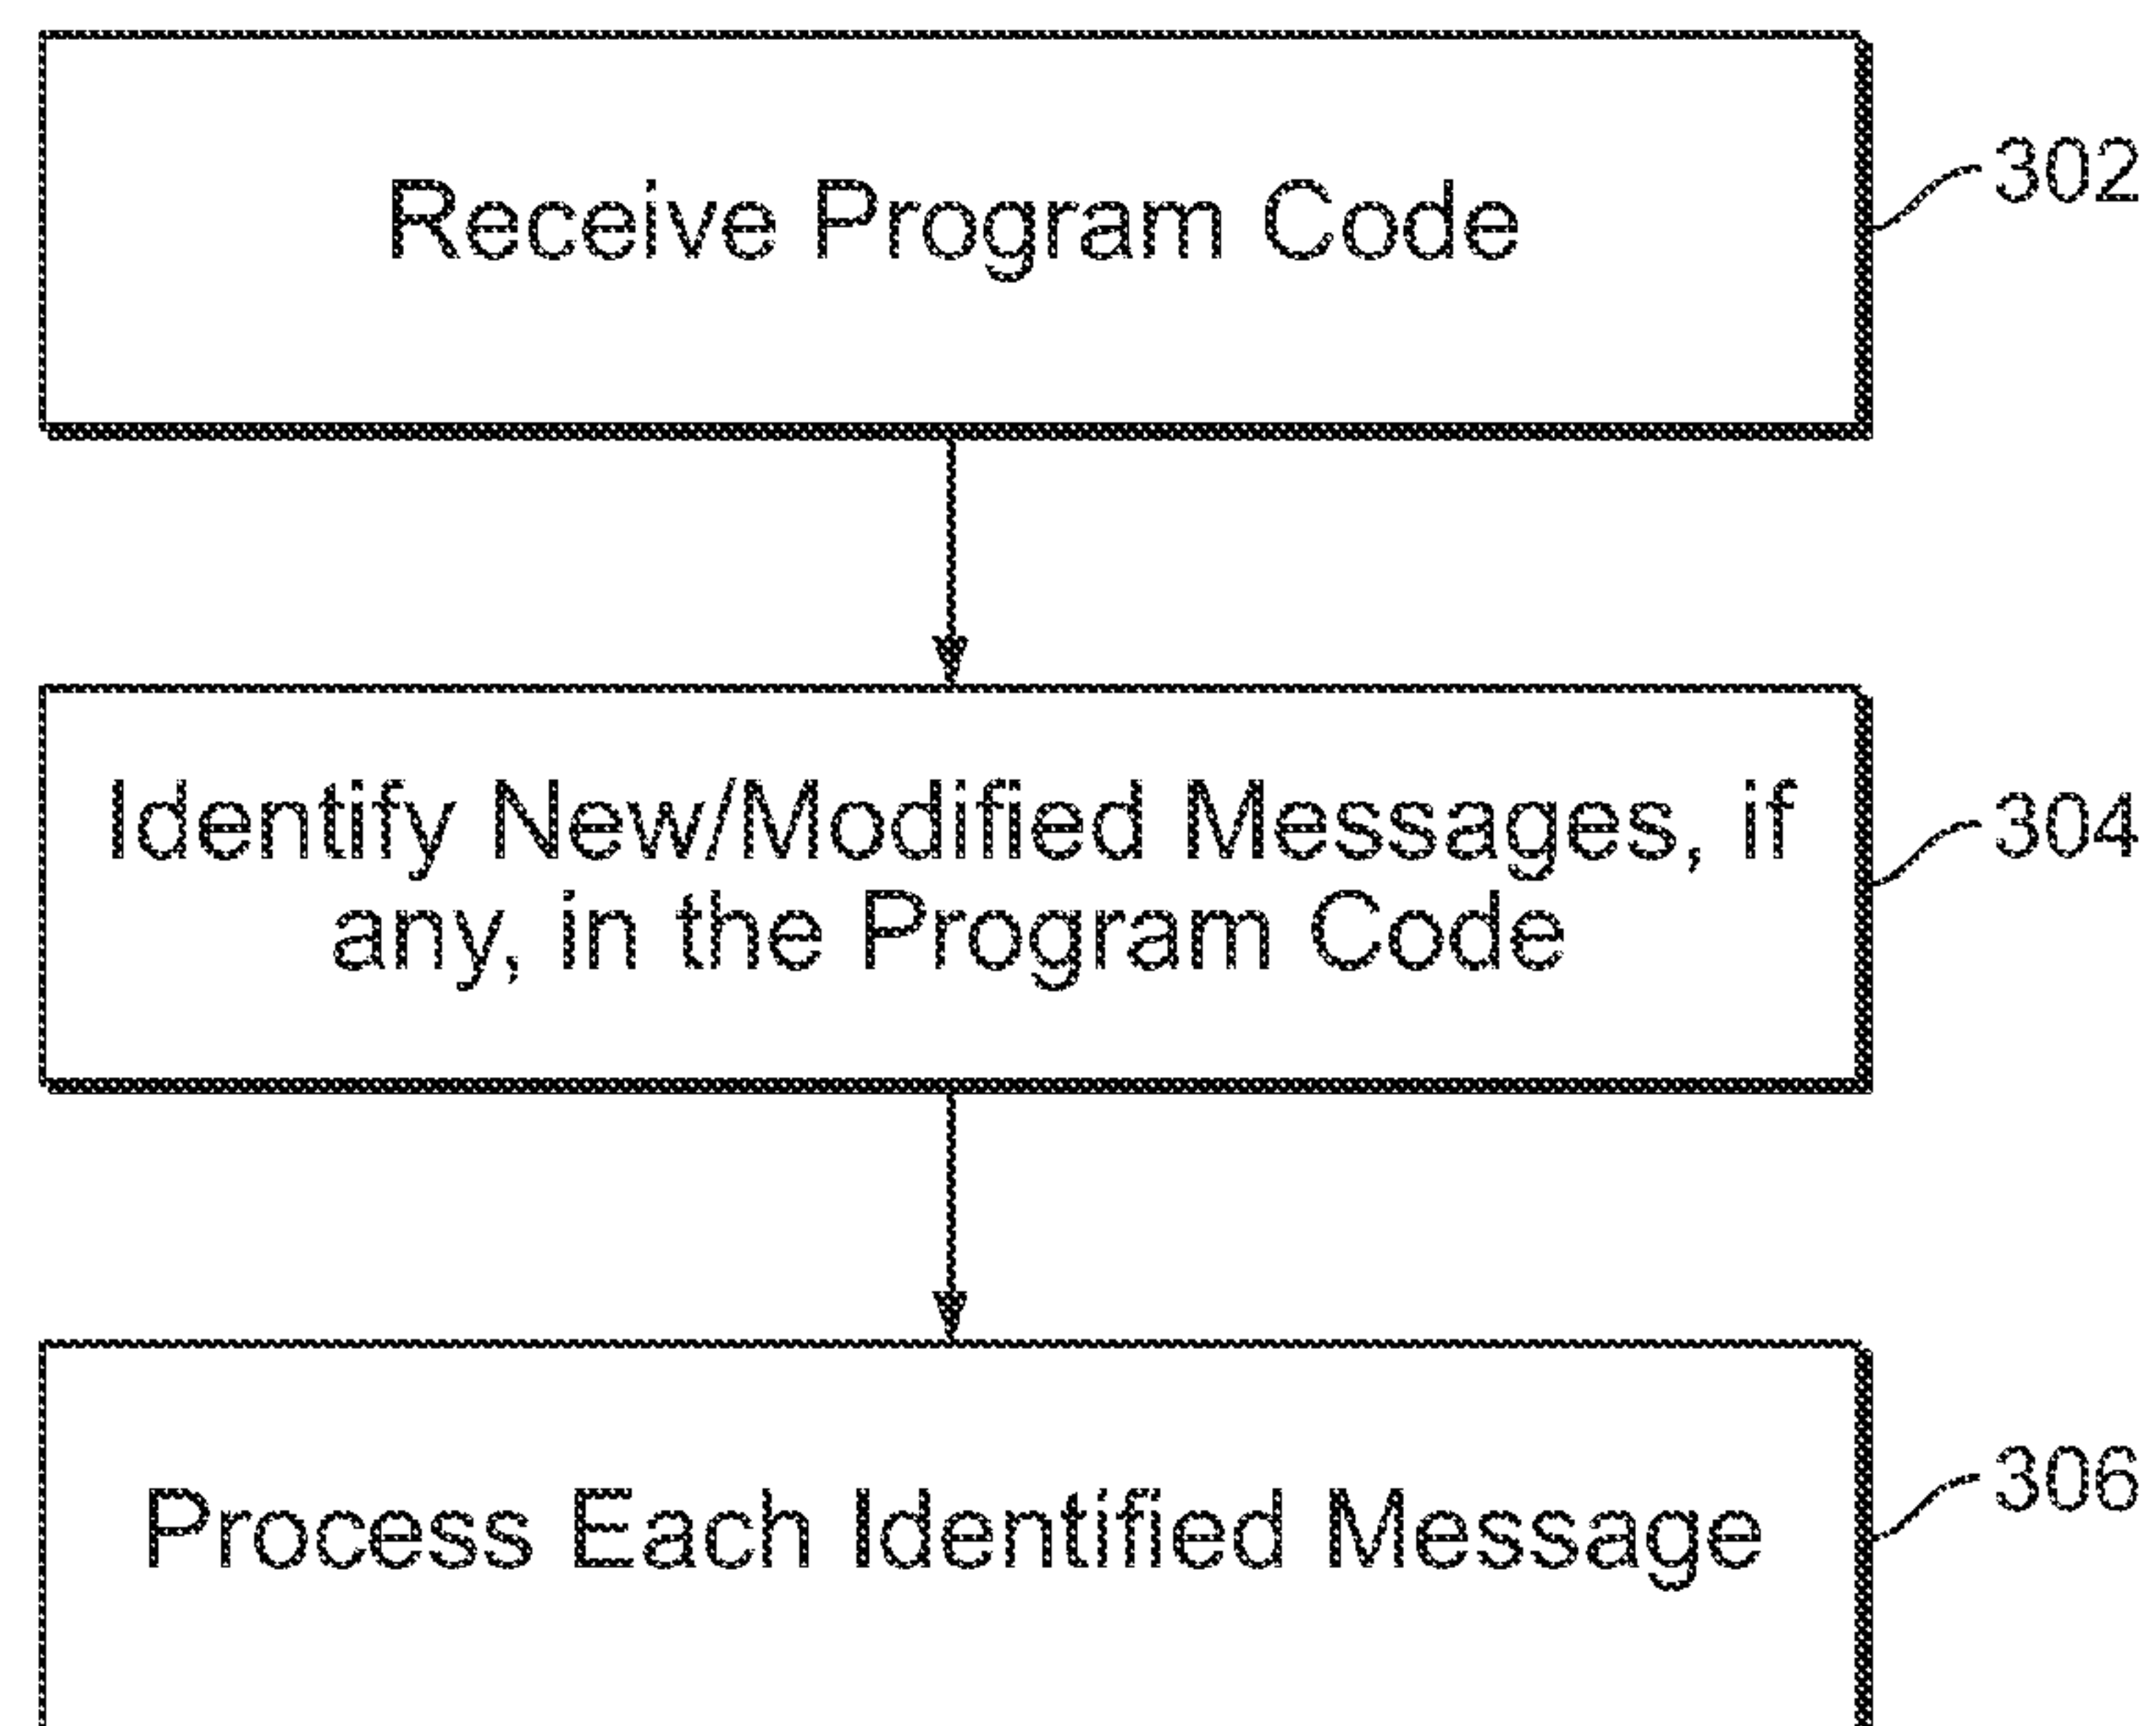 Receive Program Code
302
Identify New/Modified Messages, if
any, in the Program Code
304
Process Each Identified Message
306